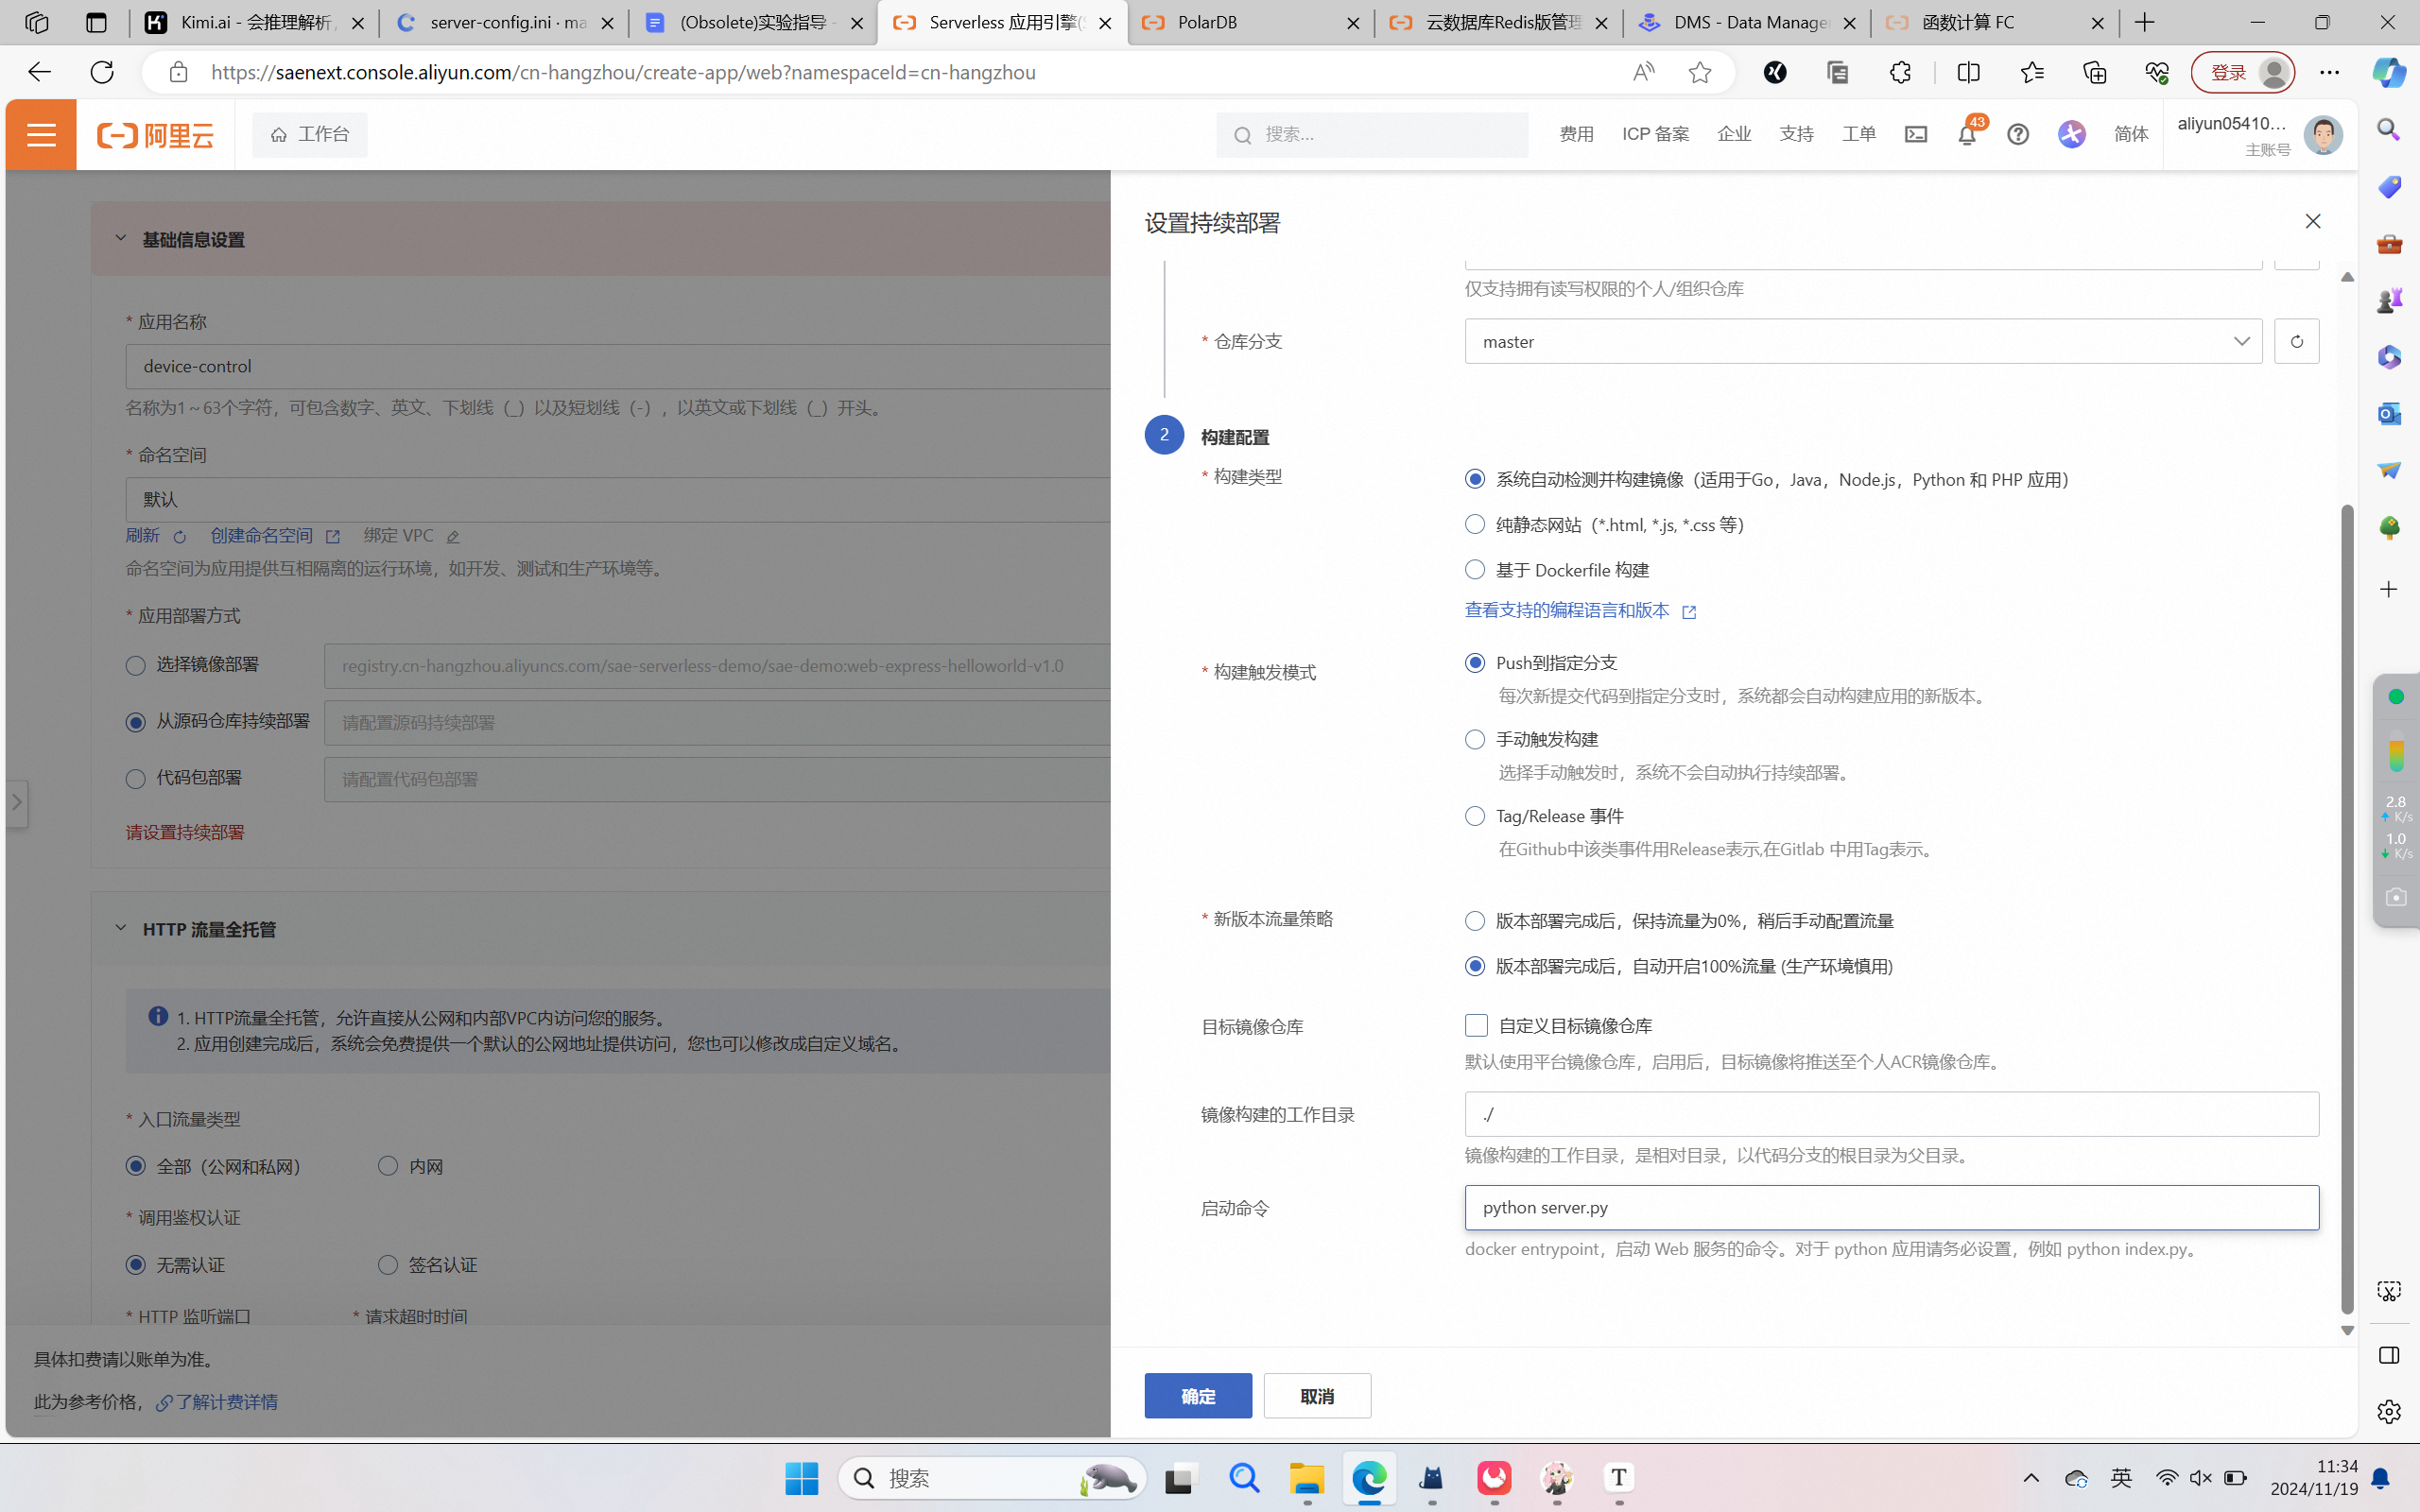 Kimi.ai - 会推理解析,
server-config.ini · ma
(Obsolete)实验指导 -
Serverless 应用引擎(S
PolarDB
云数据库Redis版管理
DMS - Data Manage
函数计算 FC
https://saenext.console.aliyun.com/cn-hangzhou/create-app/web?namespaceId=cn-hangzhou
登录
阿里云
工作台
搜索...
费用
ICP 备案
企业
支持
工单
43
简体
aliyun05410...
主账号
基础信息设置
* 应用名称
device-control
名称为1～63个字符，可包含数字、英文、下划线（_）以及短划线（-），以英文或下划线（_）开头。
* 命名空间
默认
刷新 创建命名空间 绑定 VPC
命名空间为应用提供互相隔离的运行环境，如开发、测试和生产环境等。
* 应用部署方式
选择镜像部署
registry.cn-hangzhou.aliyuncs.com/sae-serverless-demo/sae-demo:web-express-helloworld-v1.0
从源码仓库持续部署
请配置源码持续部署
代码包部署
请配置代码包部署
请设置持续部署
HTTP 流量全托管
1. HTTP流量全托管，允许直接从公网和内部VPC内访问您的服务。
2. 应用创建完成后，系统会免费提供一个默认的公网地址提供访问，您也可以修改成自定义域名。
* 入口流量类型
全部（公网和私网）
内网
* 调用鉴权认证
无需认证
签名认证
* HTTP 监听端口
* 请求超时时间
具体扣费请以账单为准。
此为参考价格，了解计费详情
设置持续部署
仅支持拥有读写权限的个人/组织仓库
* 仓库分支
master
2
构建配置
* 构建类型
系统自动检测并构建镜像（适用于Go，Java，Node.js，Python 和 PHP 应用）
纯静态网站（*.html, *.js, *.css 等）
基于 Dockerfile 构建
查看支持的编程语言和版本
* 构建触发模式
Push到指定分支
每次新提交代码到指定分支时，系统都会自动构建应用的新版本。
手动触发构建
选择手动触发时，系统不会自动执行持续部署。
Tag/Release 事件
在Github中该类事件用Release表示,在Gitlab 中用Tag表示。
* 新版本流量策略
版本部署完成后，保持流量为0%，稍后手动配置流量
版本部署完成后，自动开启100%流量 (生产环境慎用)
目标镜像仓库
自定义目标镜像仓库
默认使用平台镜像仓库，启用后，目标镜像将推送至个人ACR镜像仓库。
镜像构建的工作目录
./
镜像构建的工作目录，是相对目录，以代码分支的根目录为父目录。
启动命令
python server.py
docker entrypoint，启动 Web 服务的命令。对于 python 应用请务必设置，例如 python index.py。
确定
取消
2.8
K/s
1.0
K/s
搜索
英
11:34
2024/11/19